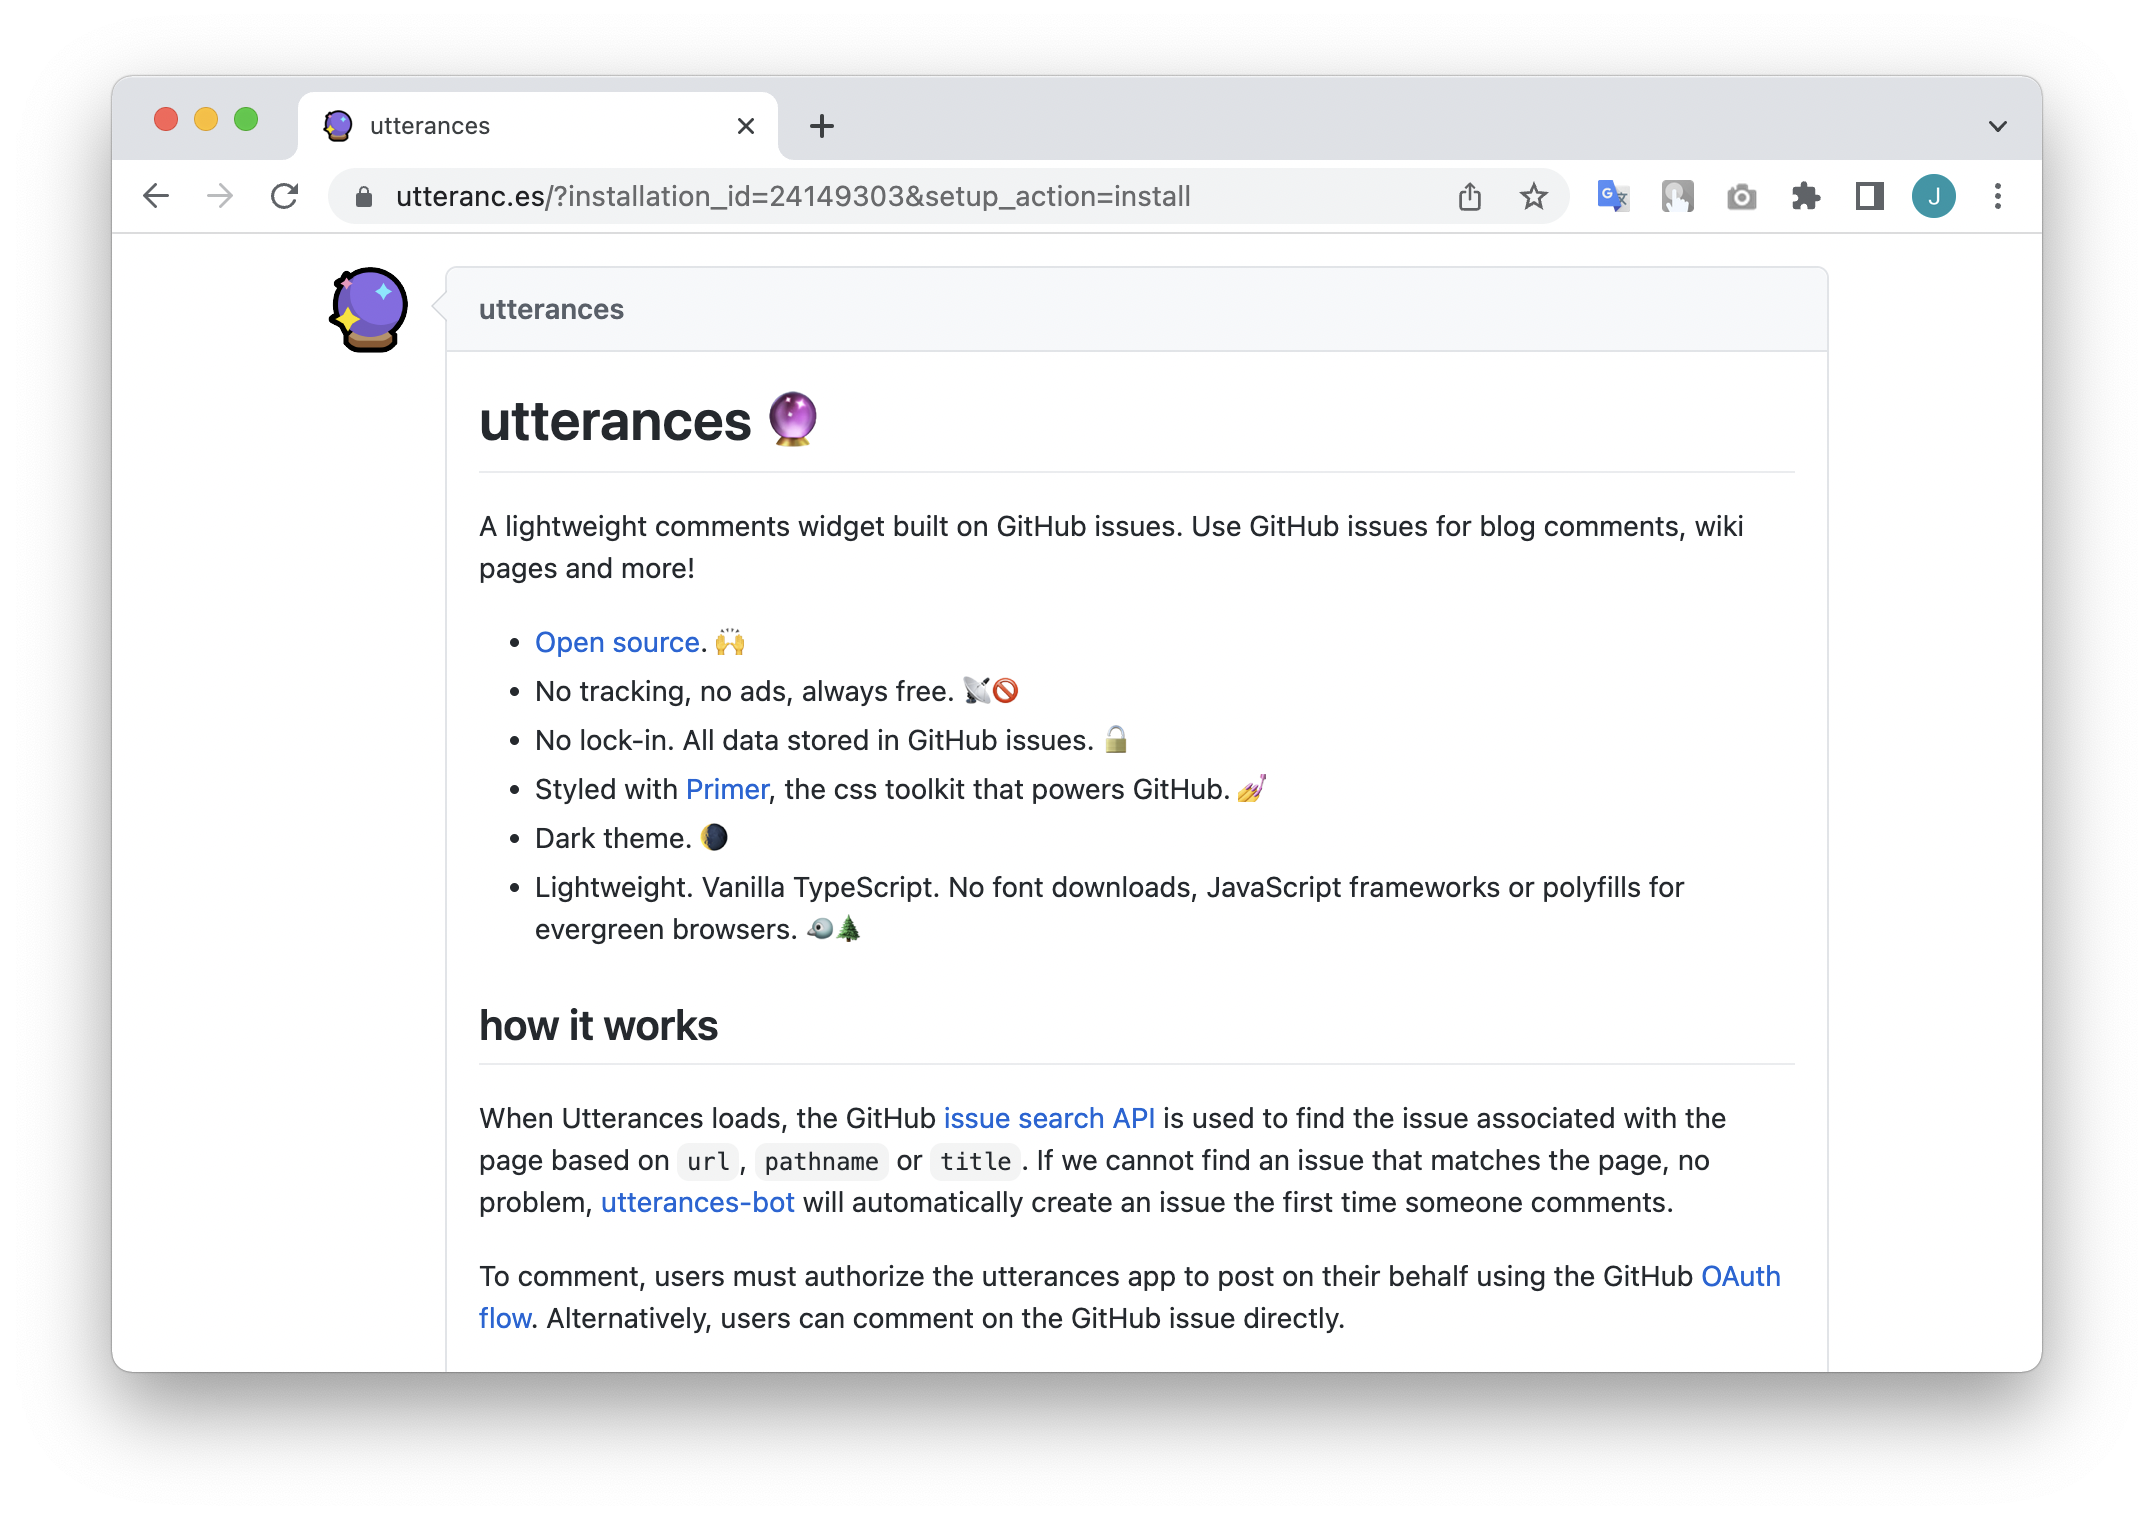 utterances
utteranc.es/?installation_id=24149303&setup_action=install
J
utterances
utterances 🔮
A lightweight comments widget built on GitHub issues. Use GitHub issues for blog comments, wiki
pages and more!
• Open source. 🙌
• No tracking, no ads, always free. 📡🚫
• No lock-in. All data stored in GitHub issues. 🔓
• Styled with Primer, the css toolkit that powers GitHub. 💅
• Dark theme. 🌘
• Lightweight. Vanilla TypeScript. No font downloads, JavaScript frameworks or polyfills for
evergreen browsers. 🐦🌲
how it works
When Utterances loads, the GitHub issue search API is used to find the issue associated with the
page based on url, pathname or title. If we cannot find an issue that matches the page, no
problem, utterances-bot will automatically create an issue the first time someone comments.
To comment, users must authorize the utterances app to post on their behalf using the GitHub OAuth
flow. Alternatively, users can comment on the GitHub issue directly.